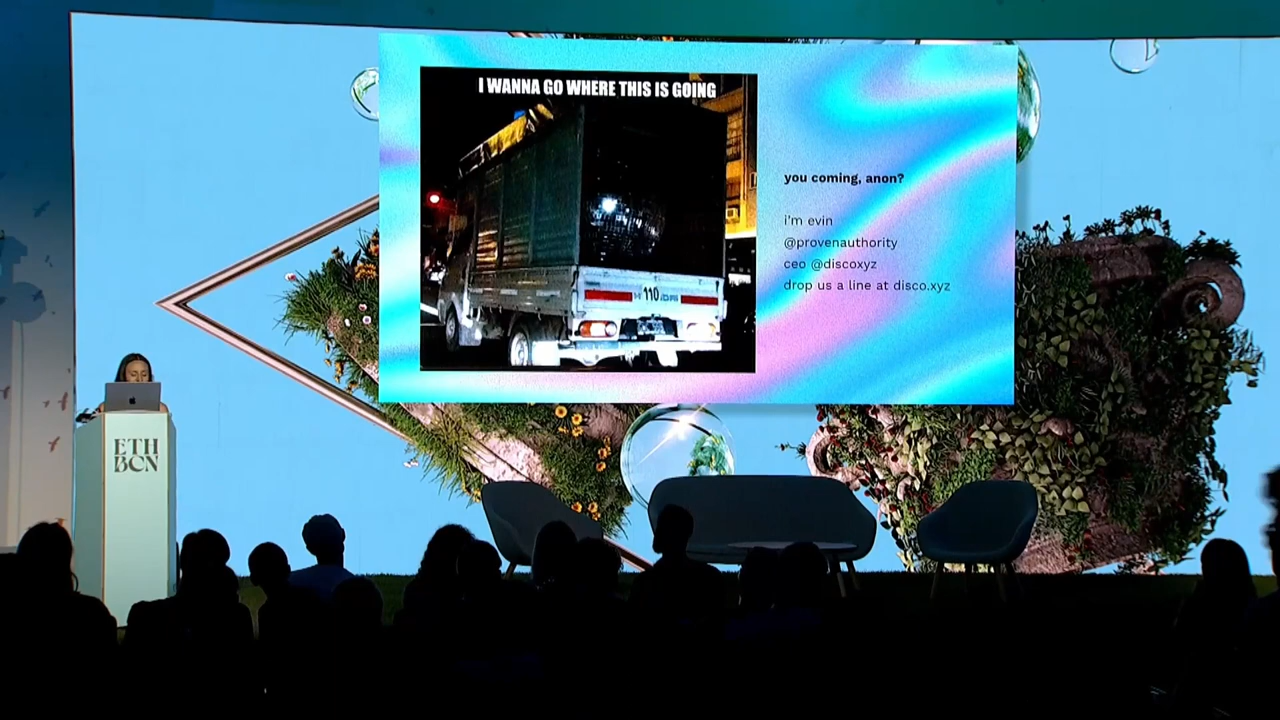 I WANNA GO WHERE THIS IS GOING
you coming, anon?
i'm evin
@provenauthority
ceo @discoxyz
drop us a line at disco.xyz
110
ETH
BCN